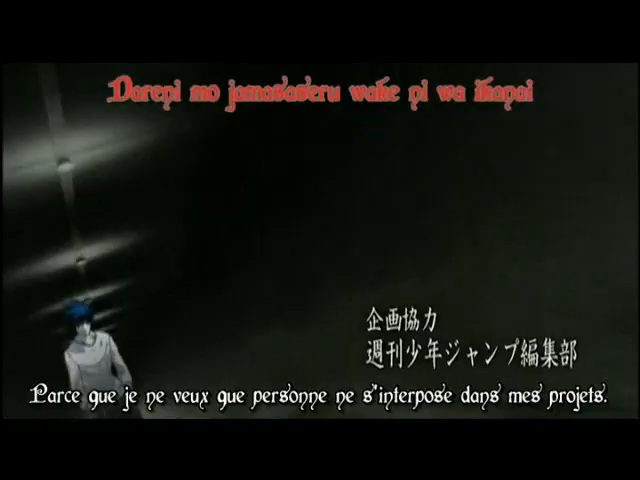 Dareni mo jamasaseru wake ni wa ikanai
企画協力
週刊少年ジャンプ編集部
Parce que je ne veux que personne ne s'interpose dans mes projets.